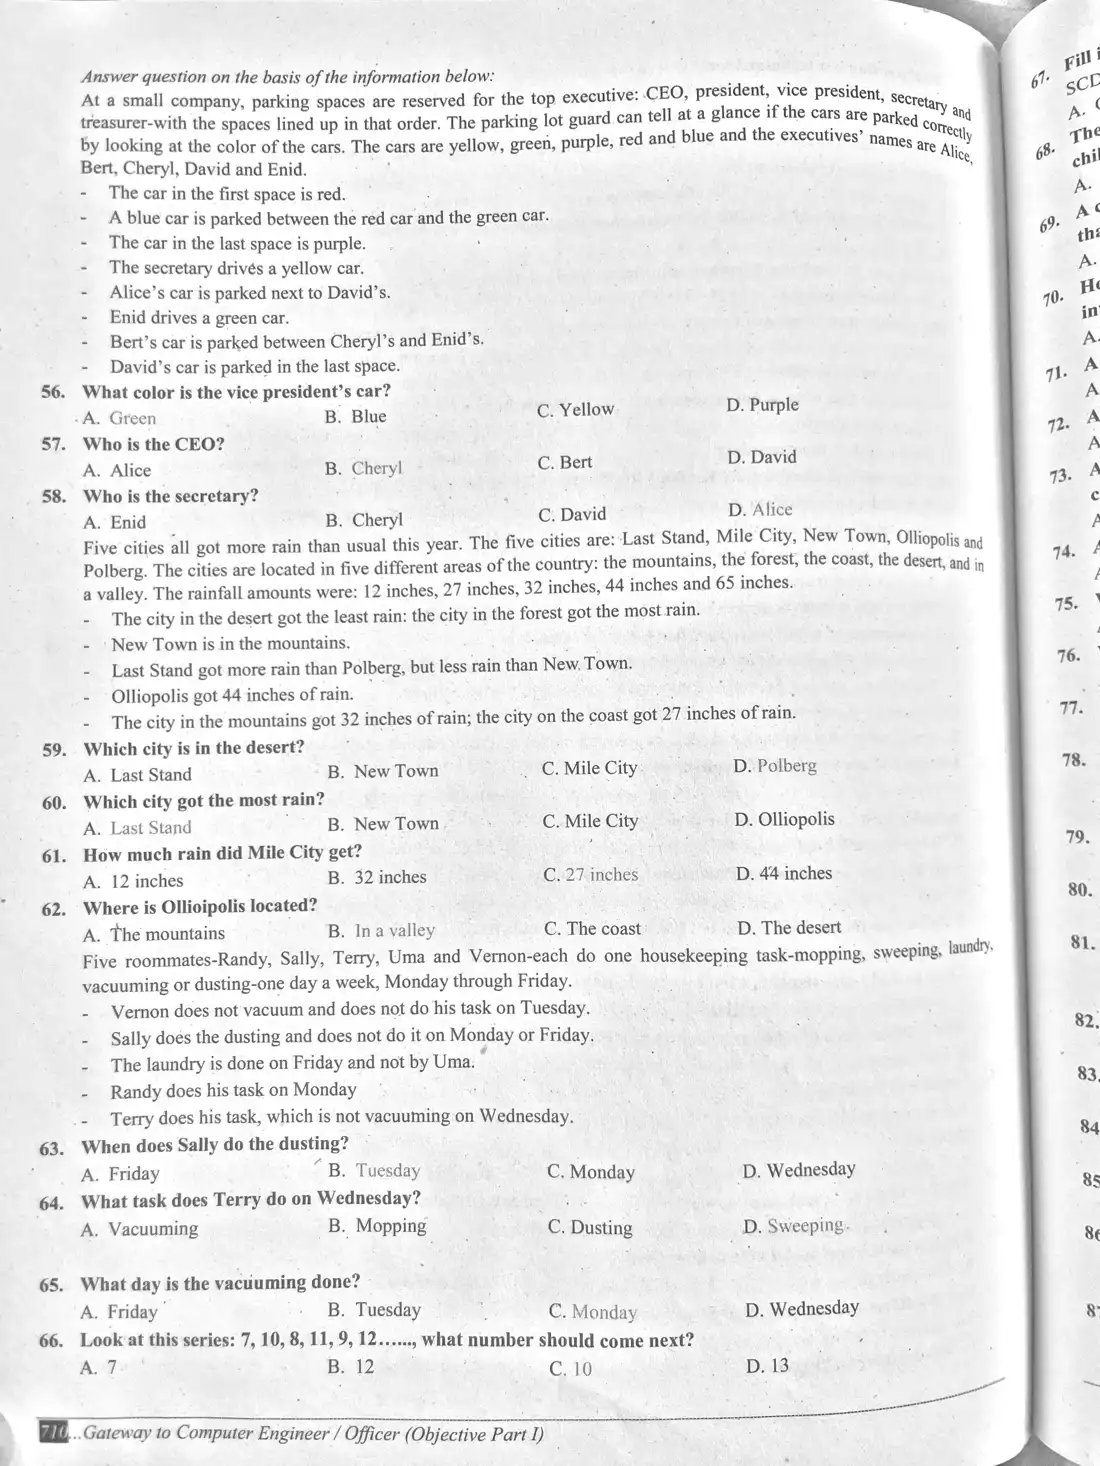 Answer question on the basis of the information below:
At a small company, parking spaces are reserved for the top executive: CEO, president, vice president, secretary and
treasurer-with the spaces lined up in that order. The parking lot guard can tell at a glance if the cars are parked correctly
by looking at the color of the cars. The cars are yellow, green, purple, red and blue and the executives' names are Alice,
Bert, Cheryl, David and Enid.
- The car in the first space is red.
- A blue car is parked between the red car and the green car.
- The car in the last space is purple.
- The secretary drives a yellow car.
- Alice's car is parked next to David's.
- Enid drives a green car.
- Bert's car is parked between Cheryl's and Enid's.
- David's car is parked in the last space.
56. What color is the vice president's car?
A. Green B. Blue C. Yellow D. Purple
57. Who is the CEO?
A. Alice B. Cheryl C. Bert D. David
58. Who is the secretary?
A. Enid B. Cheryl C. David D. Alice
Five cities all got more rain than usual this year. The five cities are: Last Stand, Mile City, New Town, Olliopolis and
Polberg. The cities are located in five different areas of the country: the mountains, the forest, the coast, the desert, and in
a valley. The rainfall amounts were: 12 inches, 27 inches, 32 inches, 44 inches and 65 inches.
- The city in the desert got the least rain: the city in the forest got the most rain.
- New Town is in the mountains.
- Last Stand got more rain than Polberg, but less rain than New Town.
- Olliopolis got 44 inches of rain.
- The city in the mountains got 32 inches of rain; the city on the coast got 27 inches of rain.
59. Which city is in the desert?
A. Last Stand B. New Town C. Mile City D. Polberg
60. Which city got the most rain?
A. Last Stand B. New Town C. Mile City D. Olliopolis
61. How much rain did Mile City get?
A. 12 inches B. 32 inches C. 27 inches D. 44 inches
62. Where is Ollioipolis located?
A. The mountains B. In a valley C. The coast D. The desert
Five roommates-Randy, Sally, Terry, Uma and Vernon-each do one housekeeping task-mopping, sweeping, laundry,
vacuuming or dusting-one day a week, Monday through Friday.
- Vernon does not vacuum and does not do his task on Tuesday.
- Sally does the dusting and does not do it on Monday or Friday.
- The laundry is done on Friday and not by Uma.
- Randy does his task on Monday
- Terry does his task, which is not vacuuming on Wednesday.
63. When does Sally do the dusting?
A. Friday B. Tuesday C. Monday D. Wednesday
64. What task does Terry do on Wednesday?
A. Vacuuming B. Mopping C. Dusting D. Sweeping
65. What day is the vacuuming done?
A. Friday B. Tuesday C. Monday D. Wednesday
66. Look at this series: 7, 10, 8, 11, 9, 12......, what number should come next?
A. 7 B. 12 C. 10 D. 13
710...Gateway to Computer Engineer / Officer (Objective Part I)
67. Fill
A.
68. The
A.
69. A
A.
70.
A.
71. A
A
72. A
A
73. A
74.
75.
76.
77.
78.
79.
80.
81.
82.
83.
84
85